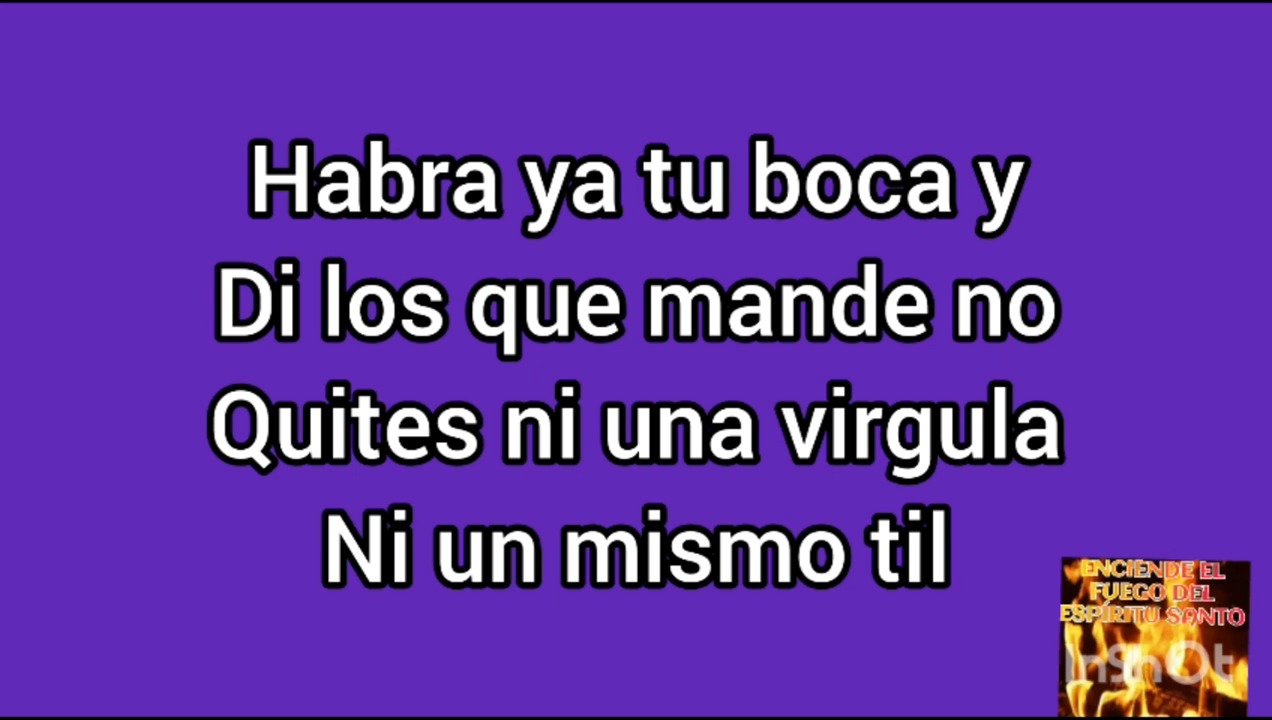 Habra ya tu boca y
Di los que mande no
Quites ni una virgula
Ni un mismo til
ENCIENDE EL
FUEGO DEL
ESPÍRITU SANTO
InShOt